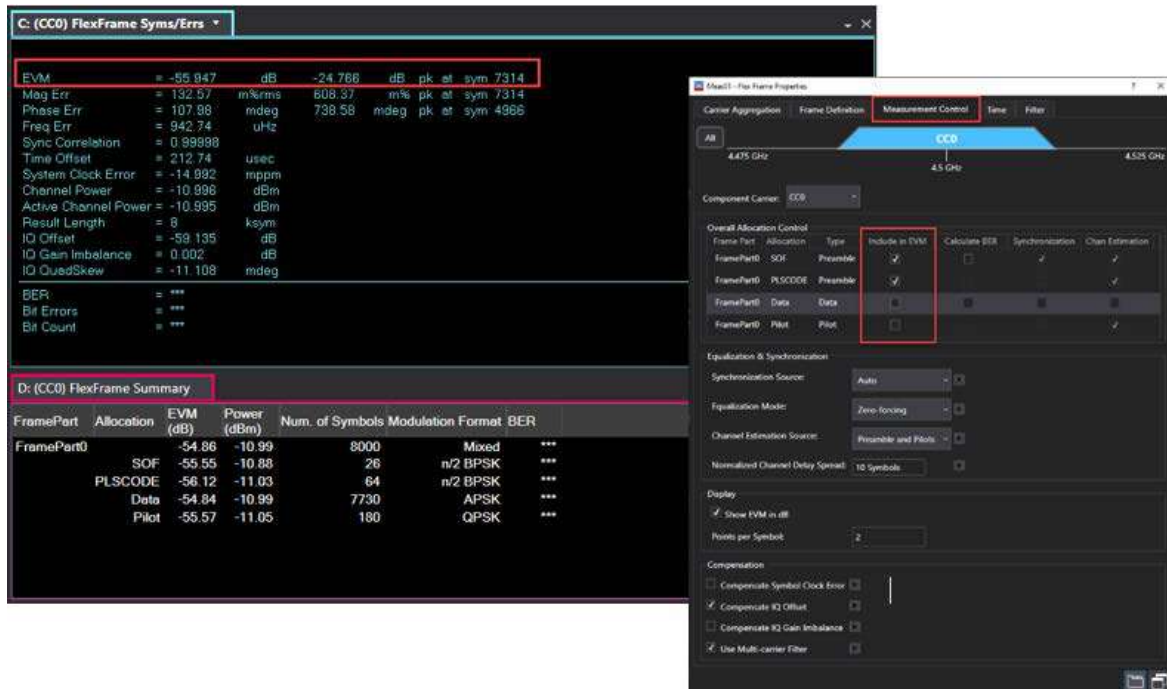 C: (CC0) FlexFrame Syms/Errs
EVM = -55.947 dB -24.766 dB pk at sym 7314
Mag Err = 132.57 m%rms 608.37 m% pk at sym 7314
Phase Err = 107.98 mdeg 738.58 mdeg pk at sym 4966
Freq Err = 942.74 uHz
Sync Correlation = 0.99998
Time Offset = 212.74 usec
System Clock Error = -14.992 mppm
Channel Power = -10.996 dBm
Active Channel Power = -10.995 dBm
Result Length = 8 ksym
IQ Offset = -59.135 dB
IQ Gain Imbalance = 0.002 dB
IQ QuadSkew = -11.108 mdeg
BER = ***
Bit Errors = ***
Bit Count = ***
D: (CC0) FlexFrame Summary
FramePart Allocation EVM (dB) Power (dBm) Num. of Symbols Modulation Format BER
FramePart0 -54.86 -10.99 8000 Mixed ***
SOF -55.55 -10.88 26 π/2 BPSK ***
PLSCODE -56.12 -11.03 64 π/2 BPSK ***
Data -54.84 -10.99 7730 APSK ***
Pilot -55.57 -11.05 180 QPSK ***
Flex Frame Properties
Carrier Aggregation Frame Definition Measurement Control Time Filter
All CC0
4.475 GHz 4.5 GHz 4.525 GHz
Component Carrier: CC0
Overall Allocation Control
Frame Part Allocation Type Include in EVM Calculate BER Synchronization Chan Estimation
FramePart0 SOF Preamble
FramePart0 PLSCODE Preamble
FramePart0 Data Data
FramePart0 Pilot Pilot
Equalization & Synchronization
Synchronization Source: Auto
Equalization Mode: Zero-forcing
Channel Estimation Source: Preamble and Pilots
Normalized Channel Delay Spread: 10 Symbols
Display
Show EVM in dB
Points per Symbol: 2
Compensation
Compensate Symbol Clock Error
Compensate IQ Offset
Compensate IQ Gain Imbalance
Use Multi-carrier Filter